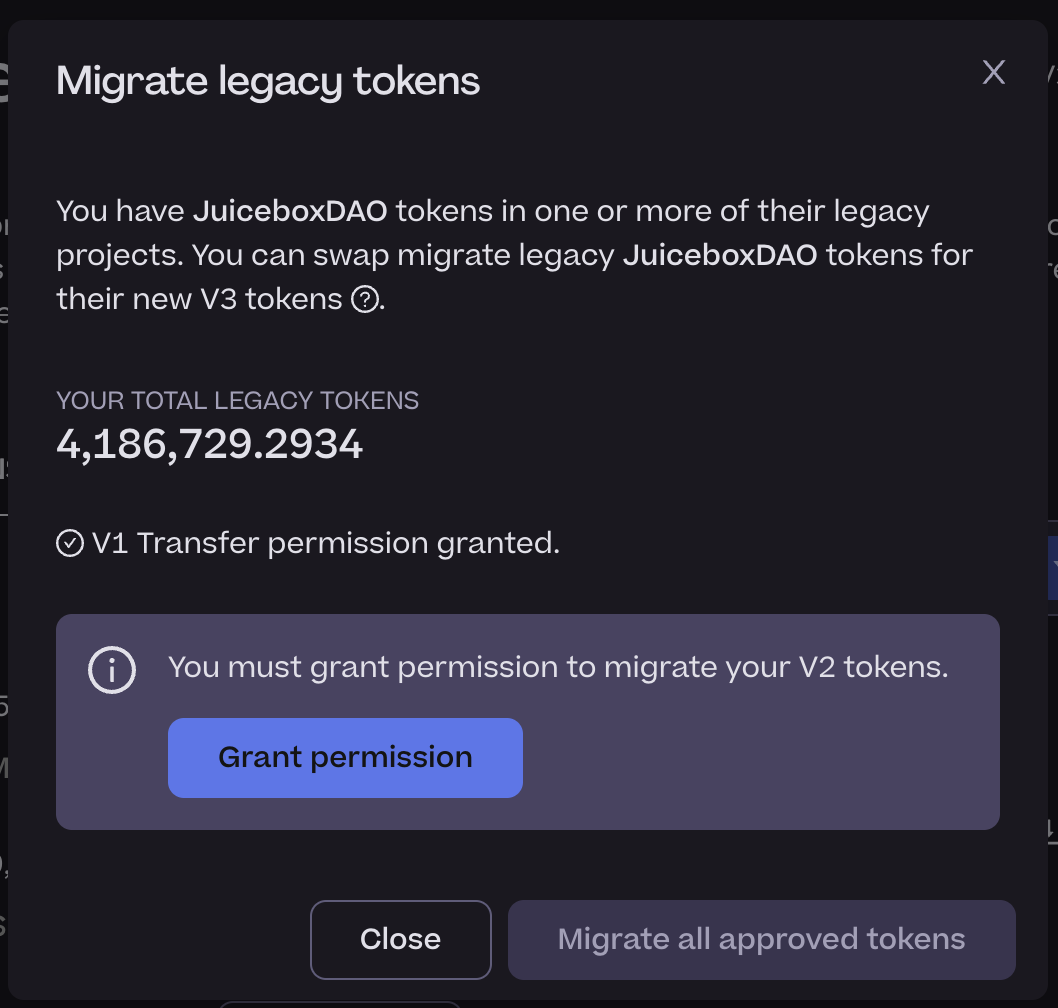 Migrate legacy tokens
X
You have JuiceboxDAO tokens in one or more of their legacy
projects. You can swap migrate legacy JuiceboxDAO tokens for
their new V3 tokens ?.
YOUR TOTAL LEGACY TOKENS
4,186,729.2934
V1 Transfer permission granted.
You must grant permission to migrate your V2 tokens.
Grant permission
Close
Migrate all approved tokens